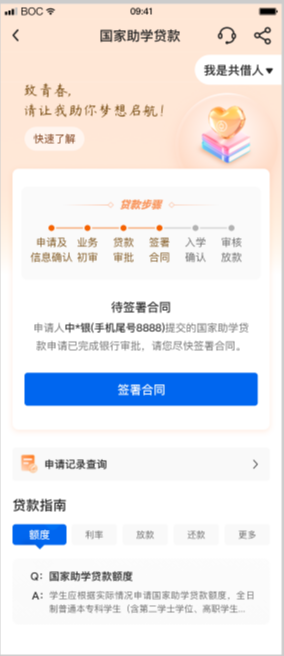 BOC 09:41
国家助学贷款
我是共借人▼
致青春，
请让我助你梦想启航！
快速了解
贷款步骤
申请及 业务 贷款 签署 入学 审核
信息确认 初审 审批 合同 确认 放款
待签署合同
申请人中*银(手机尾号8888)提交的国家助学贷
款申请已完成银行审批，请您尽快签署合同。
签署合同
申请记录查询
贷款指南
额度 利率 放款 还款 更多
Q： 国家助学贷款额度
A： 学生应根据实际情况申请国家助学贷款额度，全日
制普通本专科学生（含第二学士学位、高职学生...